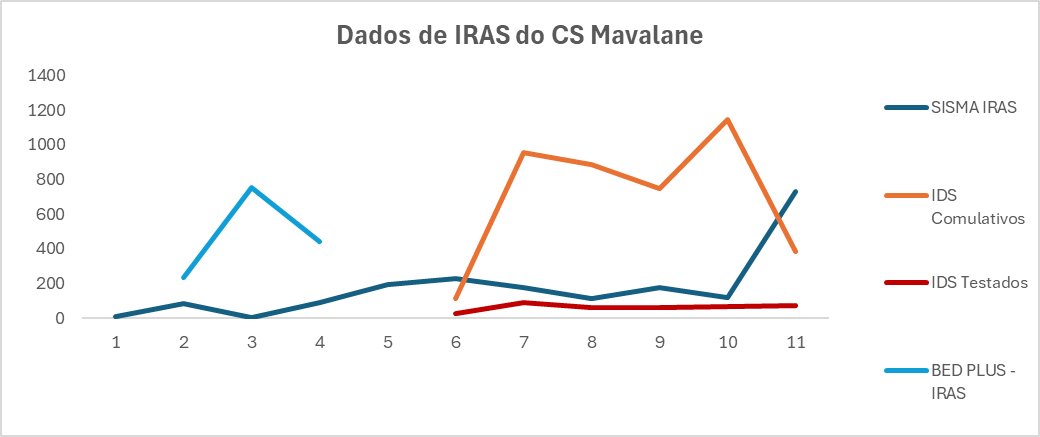 Dados de IRAS do CS Mavalane
1400
1200
1000
800
600
400
200
0
1 2 3 4 5 6 7 8 9 10 11
SISMA IRAS
IDS
Comulativos
IDS Testados
BED PLUS -
IRAS